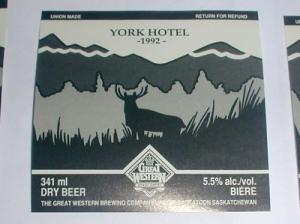 UNION MADE
RETURN FOR REFUND
YORK HOTEL
-1992-
GREAT
WESTERN
341 ml
5.5% alc./vol.
DRY BEER
BIÈRE
THE GREAT WESTERN BREWING COMPANY SASKATOON SASKATCHEWAN